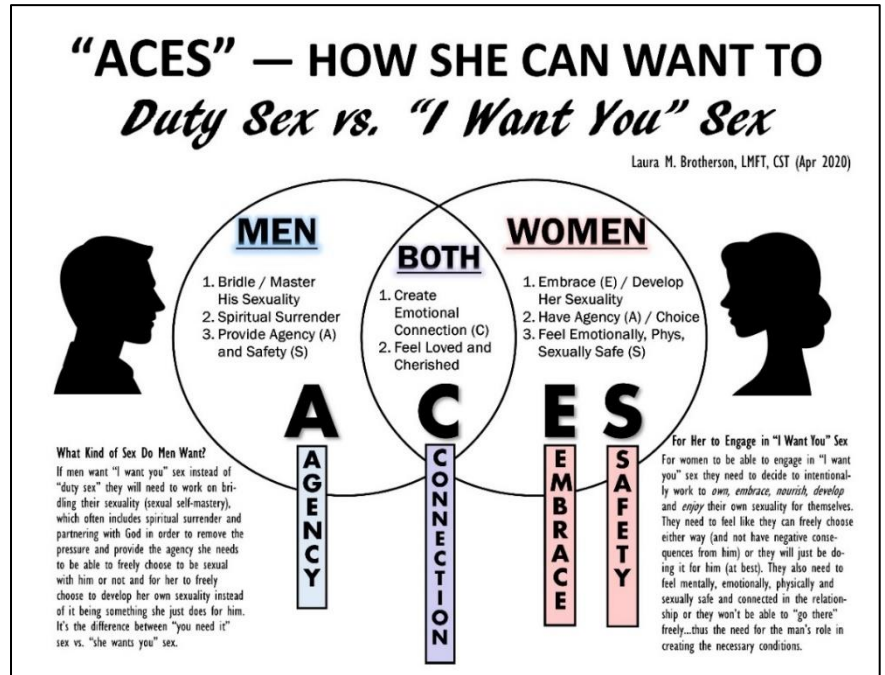 “ACES” — HOW SHE CAN WANT TO
Duty Sex vs. “I Want You” Sex
Laura M. Brotherson, LMFT, CST (Apr 2020)
MEN
1. Bridle / Master
His Sexuality
2. Spiritual Surrender
3. Provide Agency (A)
and Safety (S)
BOTH
1. Create
Emotional
Connection (C)
2. Feel Loved and
Cherished
WOMEN
1. Embrace (E) / Develop
Her Sexuality
2. Have Agency (A) / Choice
3. Feel Emotionally, Phys,
Sexually Safe (S)
A C E S
AGENCY
CONNECTION
EMBRACE
SAFETY
What Kind of Sex Do Men Want?
If men want “I want you” sex instead of
“duty sex” they will need to work on bri-
dling their sexuality (sexual self-mastery),
which often includes spiritual surrender and
partnering with God in order to remove the
pressure and provide the agency she needs
to be able to freely choose to be sexual
with him or not and for her to freely
choose to develop her own sexuality instead
of it being something she just does for him.
It’s the difference between “you need it”
sex vs. “she wants you” sex.
For Her to Engage in “I Want You” Sex
For women to be able to engage in “I want
you” sex they need to decide to intentional-
ly work to own, embrace, nourish, develop
and enjoy their own sexuality for themselves.
They need to feel like they can freely choose
either way (and not have negative conse-
quences from him) or they will just be do-
ing it for him (at best). They also need to
feel mentally, emotionally, physically and
sexually safe and connected in the relation-
ship or they won’t be able to “go there”
freely...thus the need for the man’s role in
creating the necessary conditions.